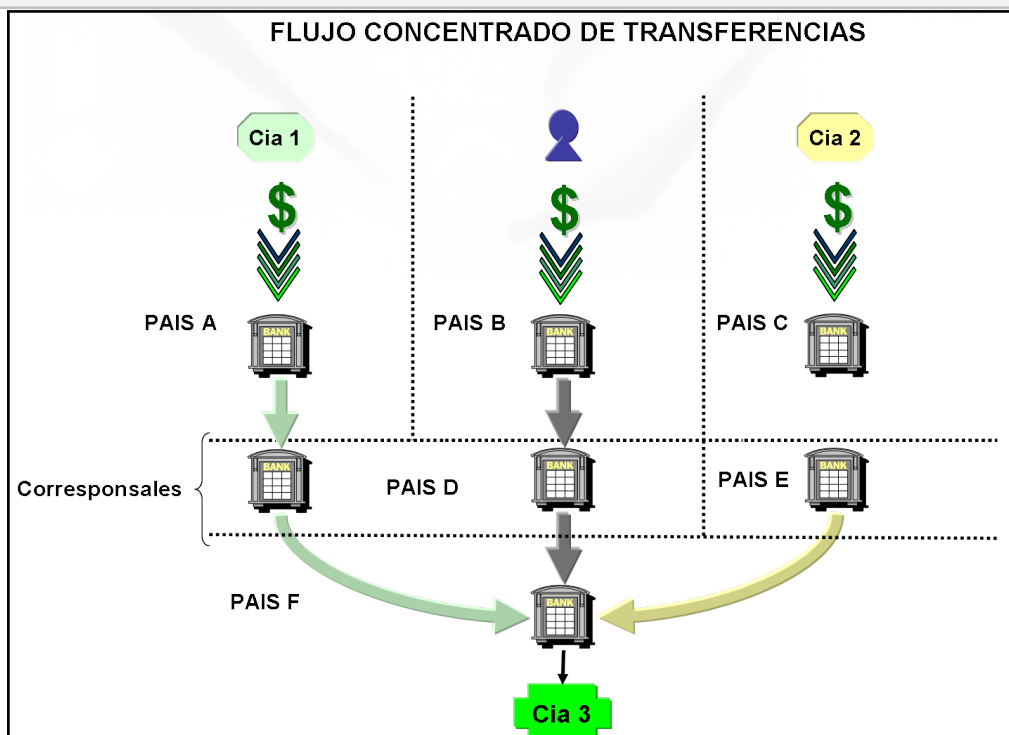 FLUJO CONCENTRADO DE TRANSFERENCIAS
Cia 1
Cia 2
$
$
$
PAIS A
BANK
PAIS B
BANK
PAIS C
BANK
Corresponsales
BANK
PAIS D
BANK
PAIS E
BANK
PAIS F
BANK
Cia 3